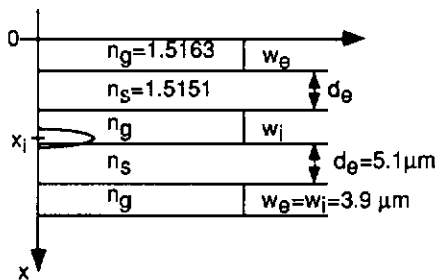 0
n_g=1.5163 w_e
n_s=1.5151 d_e
x_i n_g w_i
n_s d_e=5.1μm
n_g w_e=w_i=3.9 μm
x